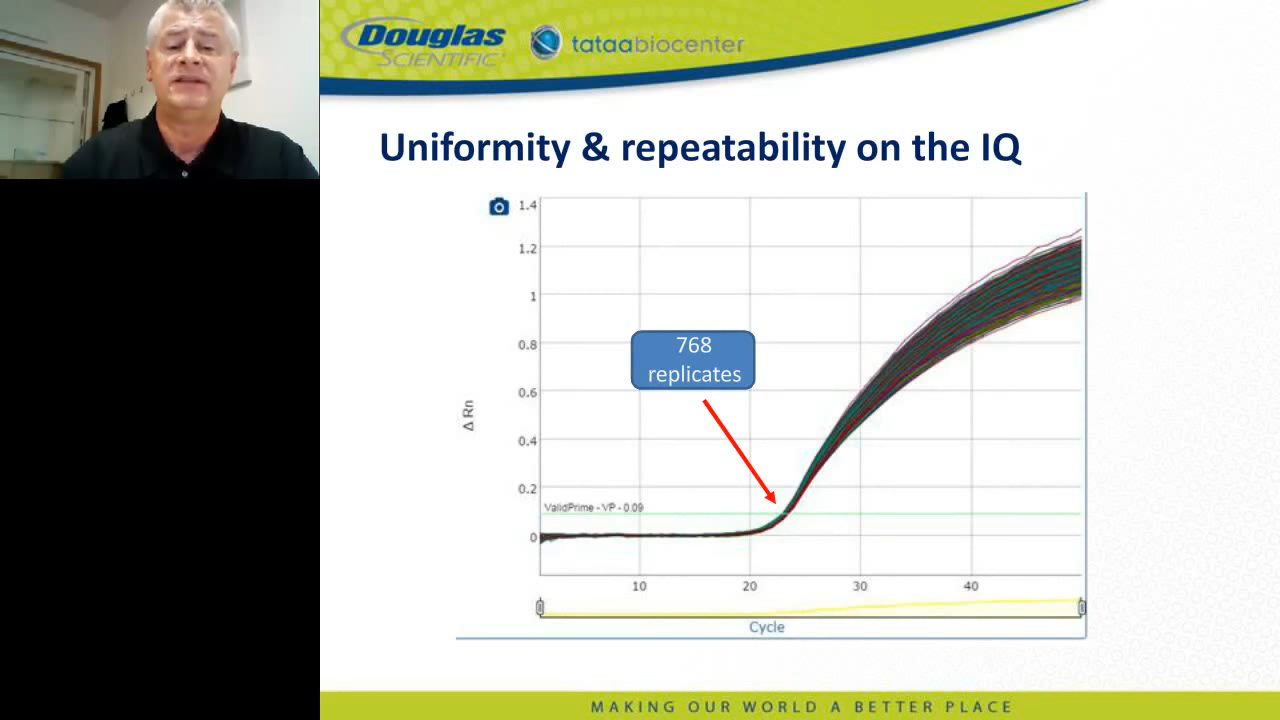 Douglas
SCIENTIFIC
tataabiocenter
Uniformity & repeatability on the IQ
1.4
1.2
1
0.8
0.6
0.4
0.2
0
Δ Rn
768
replicates
ValidPrime - VP - 0.09
10 20 30 40
Cycle
MAKING OUR WORLD A BETTER PLACE